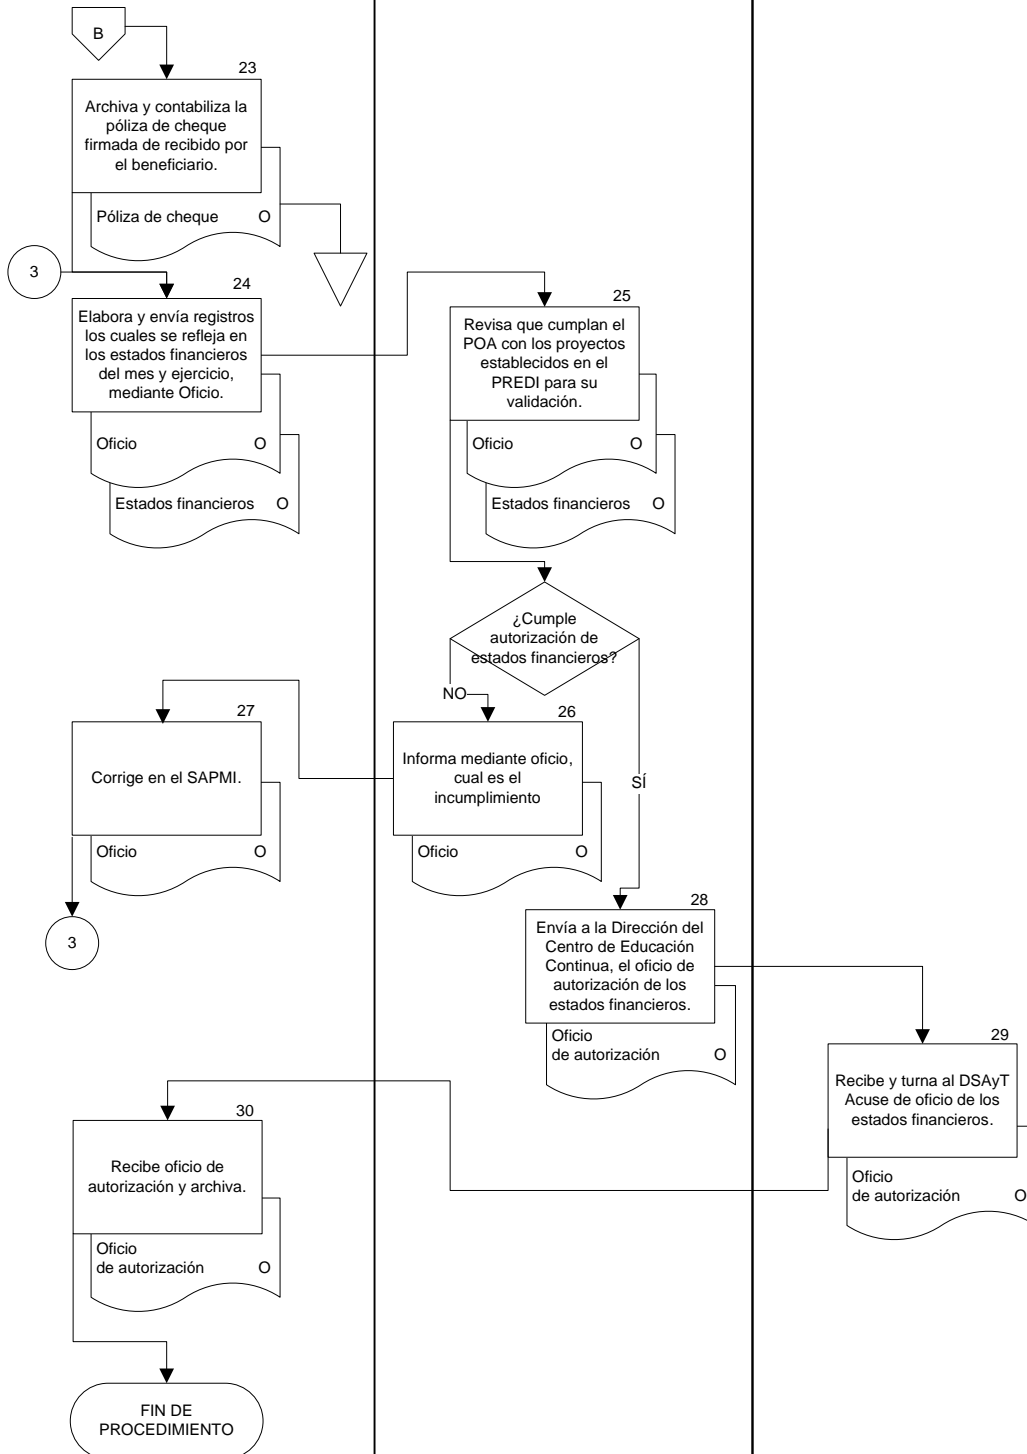 B
23
Archiva y contabiliza la
póliza de cheque
firmada de recibido por
el beneficiario.
Póliza de cheque O
3
24
Elabora y envía registros
los cuales se refleja en
los estados financieros
del mes y ejercicio,
mediante Oficio.
Oficio O
Estados financieros O
25
Revisa que cumplan el
POA con los proyectos
establecidos en el
PREDI para su
validación.
Oficio O
Estados financieros O
¿Cumple
autorización de
estados financieros?
NO
SÍ
26
Informa mediante oficio,
cual es el
incumplimiento
Oficio O
27
Corrige en el SAPMI.
Oficio O
3
28
Envía a la Dirección del
Centro de Educación
Continua, el oficio de
autorización de los
estados financieros.
Oficio
de autorización O
29
Recibe y turna al DSAyT
Acuse de oficio de los
estados financieros.
Oficio
de autorización O
30
Recibe oficio de
autorización y archiva.
Oficio
de autorización O
FIN DE
PROCEDIMIENTO